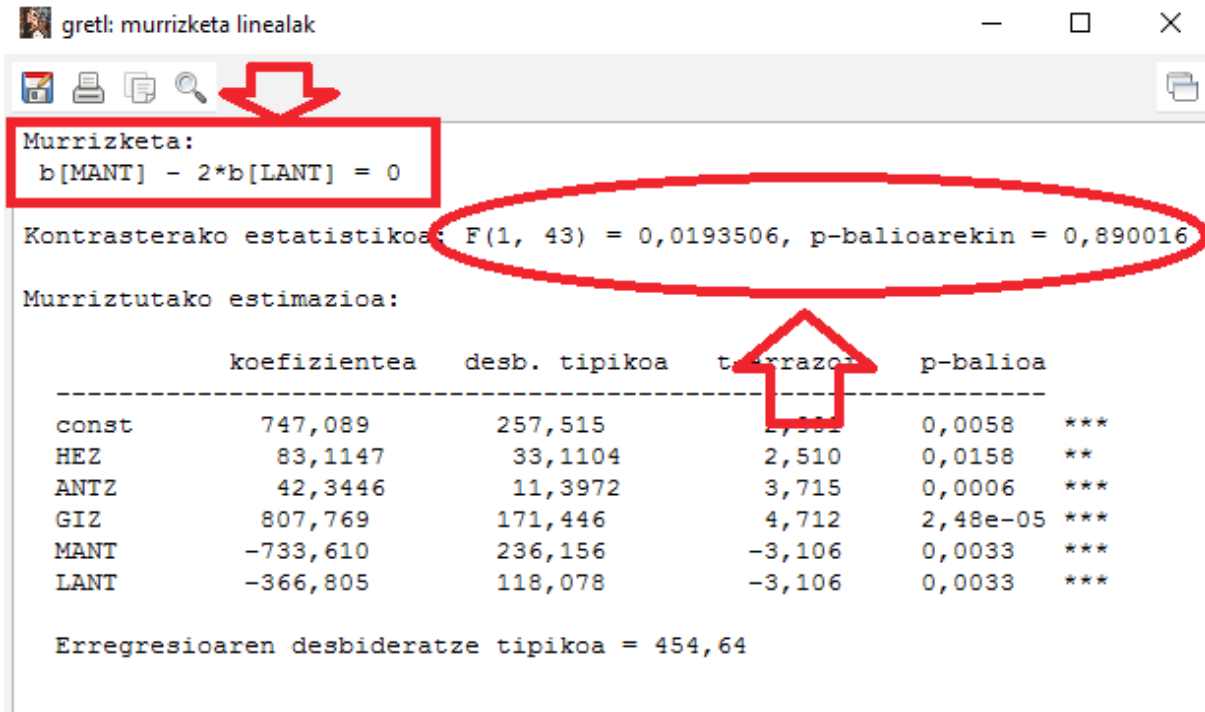 gretl: murrizketa linealak
Murrizketa:
b[MANT] - 2*b[LANT] = 0
Kontrasterako estatistikoa: F(1, 43) = 0,0193506, p-balioarekin = 0,890016
Murriztutako estimazioa:
koefizientea desb. tipikoa p-balioa
const 747,089 257,515 0,0058 ***
HEZ 83,1147 33,1104 2,510 0,0158 **
ANTZ 42,3446 11,3972 3,715 0,0006 ***
GIZ 807,769 171,446 4,712 2,48e-05 ***
MANT -733,610 236,156 -3,106 0,0033 ***
LANT -366,805 118,078 -3,106 0,0033 ***
Erregresioaren desbideratze tipikoa = 454,64